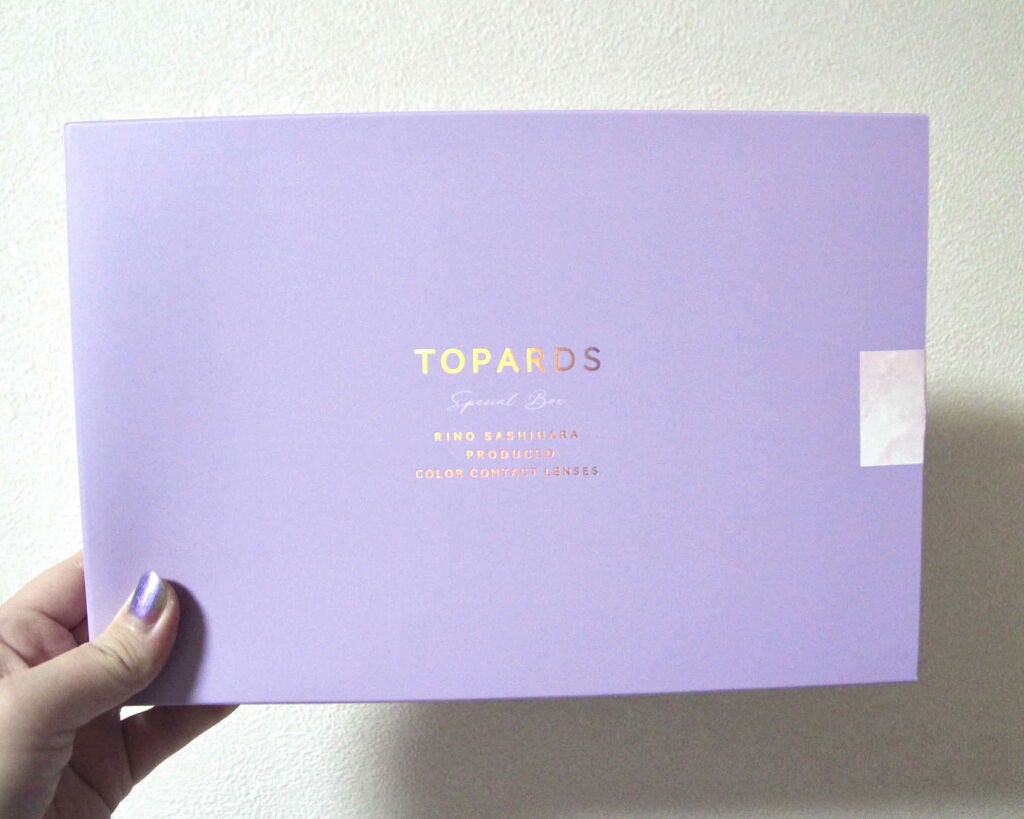 TOPARDS
Special Box
RINO SASHIHARA
PRODUCED
COLOR CONTACT LENSES